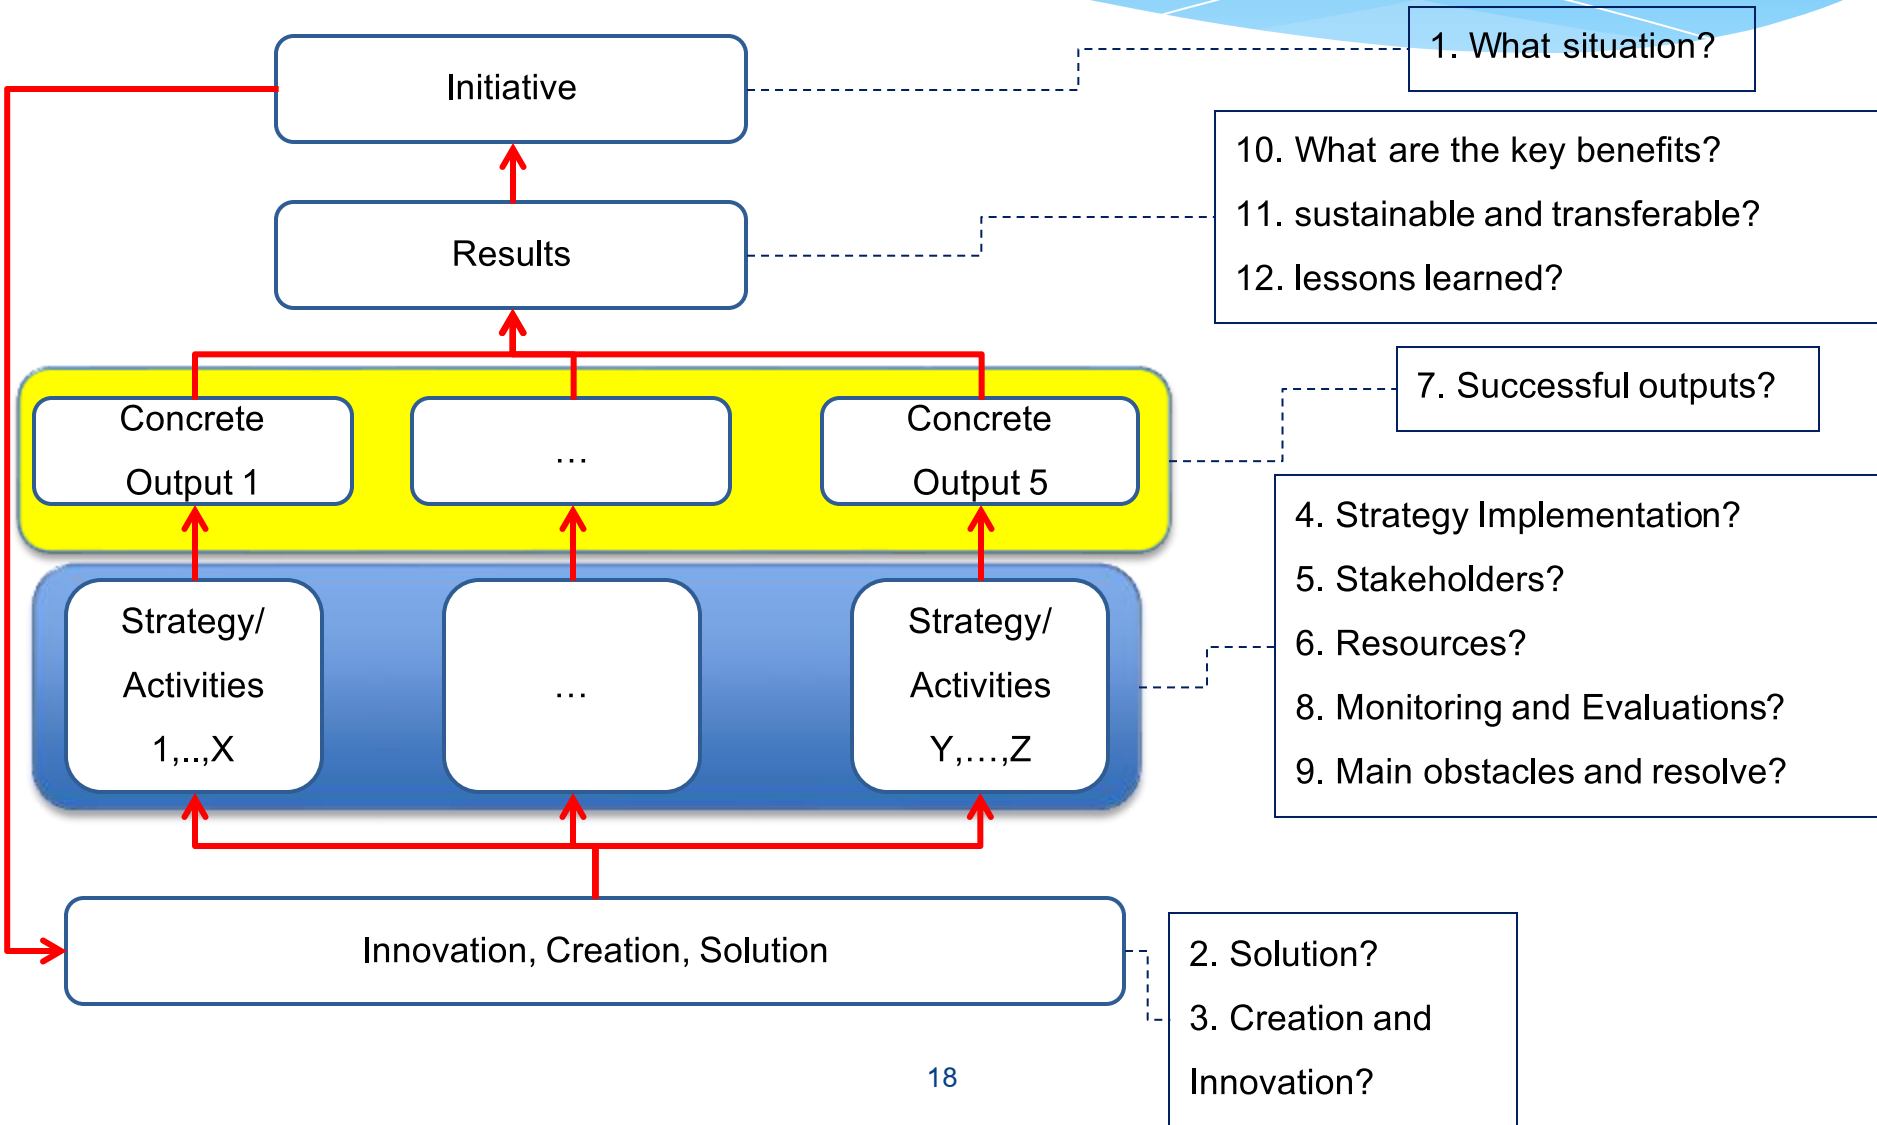 Initiative
1. What situation?
Results
10. What are the key benefits?
11. sustainable and transferable?
12. lessons learned?
Concrete
Output 1
…
Concrete
Output 5
7. Successful outputs?
Strategy/
Activities
1,..,X
…
Strategy/
Activities
Y,…,Z
4. Strategy Implementation?
5. Stakeholders?
6. Resources?
8. Monitoring and Evaluations?
9. Main obstacles and resolve?
Innovation, Creation, Solution
2. Solution?
3. Creation and
Innovation?
18